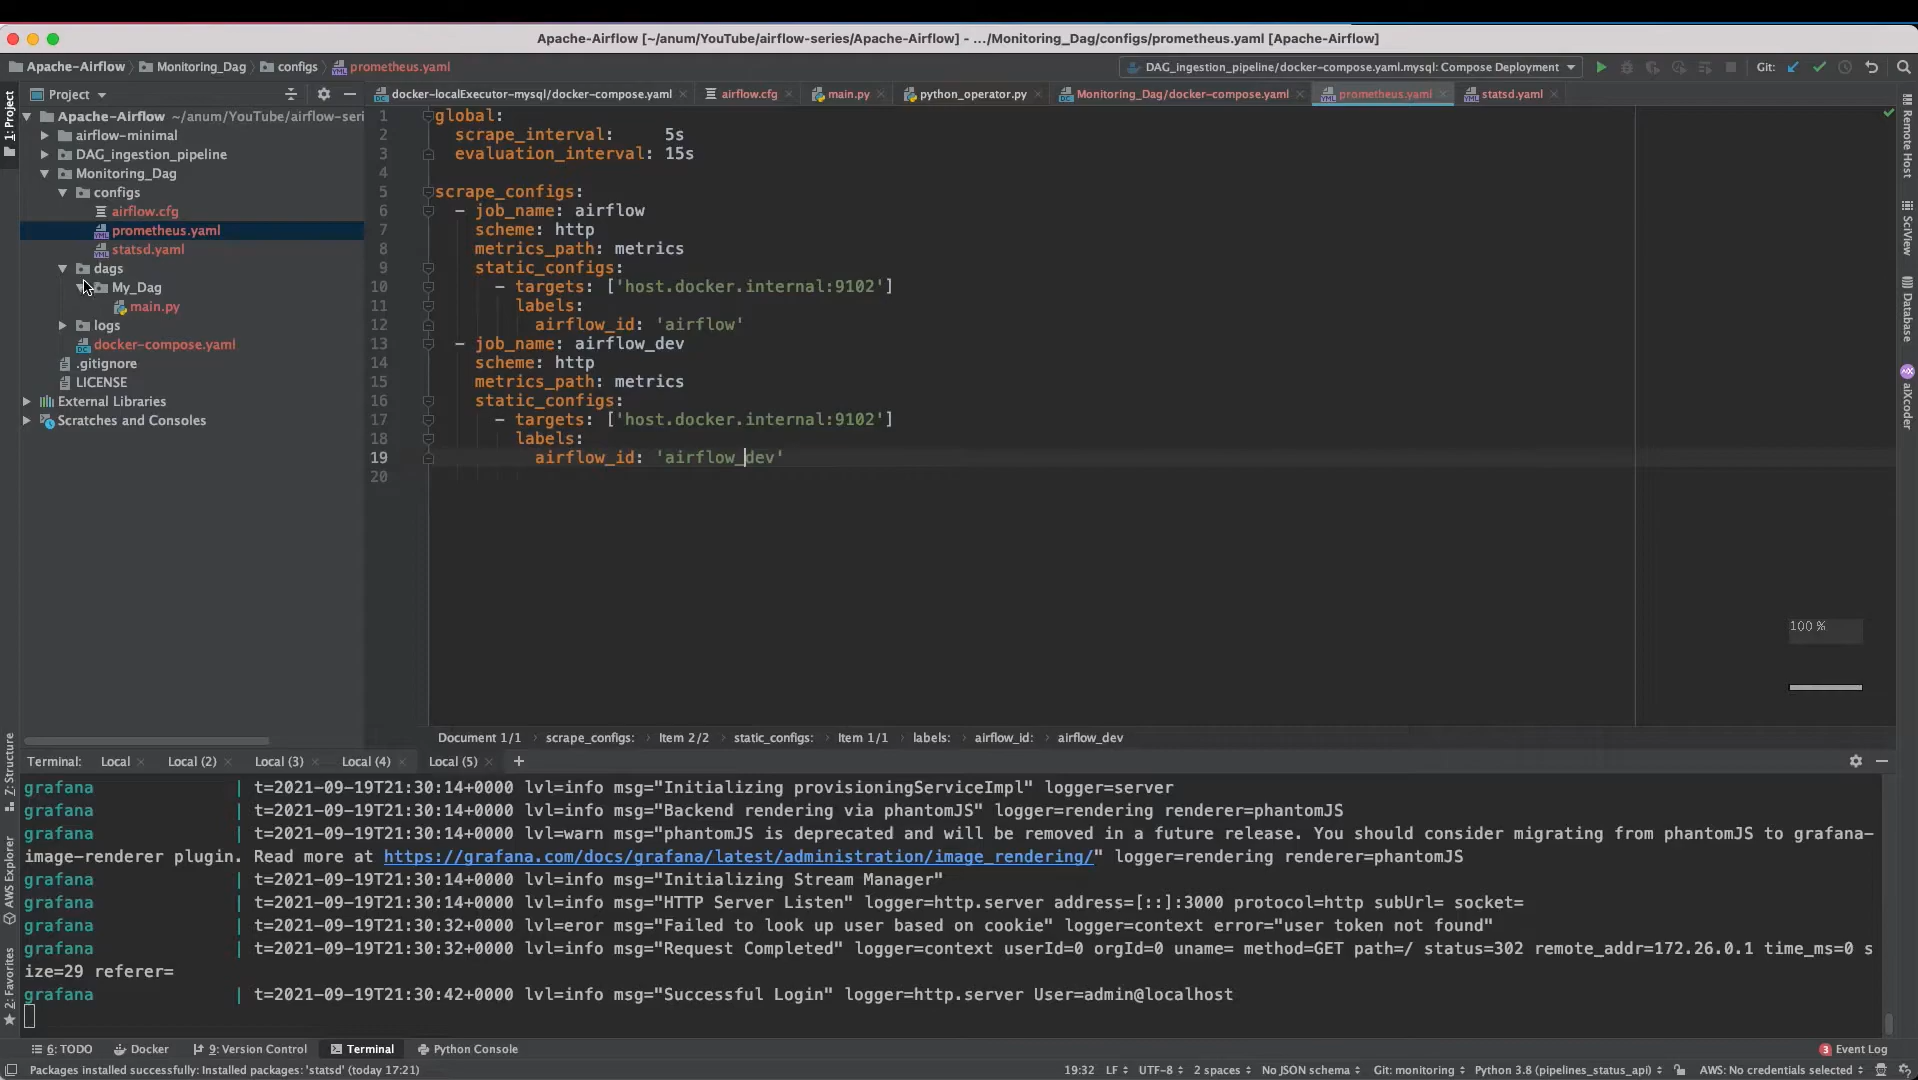 Apache-Airflow [~/anum/YouTube/airflow-series/Apache-Airflow] - .../Monitoring_Dag/configs/prometheus.yaml [Apache-Airflow]
Apache-Airflow Monitoring_Dag configs prometheus.yaml DAG_ingestion_pipeline/docker-compose.yaml.mysql: Compose Deployment Git:
Project docker-localExecutor-mysql/docker-compose.yaml airflow.cfg main.py python_operator.py Monitoring_Dag/docker-compose.yaml prometheus.yaml statsd.yaml
1: Project
Apache-Airflow ~/anum/YouTube/airflow-seri
airflow-minimal
DAG_ingestion_pipeline
Monitoring_Dag
configs
airflow.cfg
prometheus.yaml
statsd.yaml
dags
My_Dag
main.py
logs
docker-compose.yaml
.gitignore
LICENSE
External Libraries
Scratches and Consoles
1 global:
2 scrape_interval: 5s
3 evaluation_interval: 15s
4
5 scrape_configs:
6 - job_name: airflow
7 scheme: http
8 metrics_path: metrics
9 static_configs:
10 - targets: ['host.docker.internal:9102']
11 labels:
12 airflow_id: 'airflow'
13 - job_name: airflow_dev
14 scheme: http
15 metrics_path: metrics
16 static_configs:
17 - targets: ['host.docker.internal:9102']
18 labels:
19 airflow_id: 'airflow_dev'
20
Remote Host
SciView
Database
aiXcoder
100 %
Document 1/1 scrape_configs: Item 2/2 static_configs: Item 1/1 labels: airflow_id: airflow_dev
Z: Structure
AWS Explorer
2: Favorites
Terminal: Local Local (2) Local (3) Local (4) Local (5) +
grafana | t=2021-09-19T21:30:14+0000 lvl=info msg="Initializing provisioningServiceImpl" logger=server
grafana | t=2021-09-19T21:30:14+0000 lvl=info msg="Backend rendering via phantomJS" logger=rendering renderer=phantomJS
grafana | t=2021-09-19T21:30:14+0000 lvl=warn msg="phantomJS is deprecated and will be removed in a future release. You should consider migrating from phantomJS to grafana-
image-renderer plugin. Read more at https://grafana.com/docs/grafana/latest/administration/image_rendering/" logger=rendering renderer=phantomJS
grafana | t=2021-09-19T21:30:14+0000 lvl=info msg="Initializing Stream Manager"
grafana | t=2021-09-19T21:30:14+0000 lvl=info msg="HTTP Server Listen" logger=http.server address=[::]:3000 protocol=http subUrl= socket=
grafana | t=2021-09-19T21:30:32+0000 lvl=eror msg="Failed to look up user based on cookie" logger=context error="user token not found"
grafana | t=2021-09-19T21:30:32+0000 lvl=info msg="Request Completed" logger=context userId=0 orgId=0 uname= method=GET path=/ status=302 remote_addr=172.26.0.1 time_ms=0 s
ize=29 referer=
grafana | t=2021-09-19T21:30:42+0000 lvl=info msg="Successful Login" logger=http.server User=admin@localhost
6: TODO Docker 9: Version Control Terminal Python Console 3 Event Log
Packages installed successfully: Installed packages: 'statsd' (today 17:21) 19:32 LF UTF-8 2 spaces No JSON schema Git: monitoring Python 3.8 (pipelines_status_api) AWS: No credentials selected